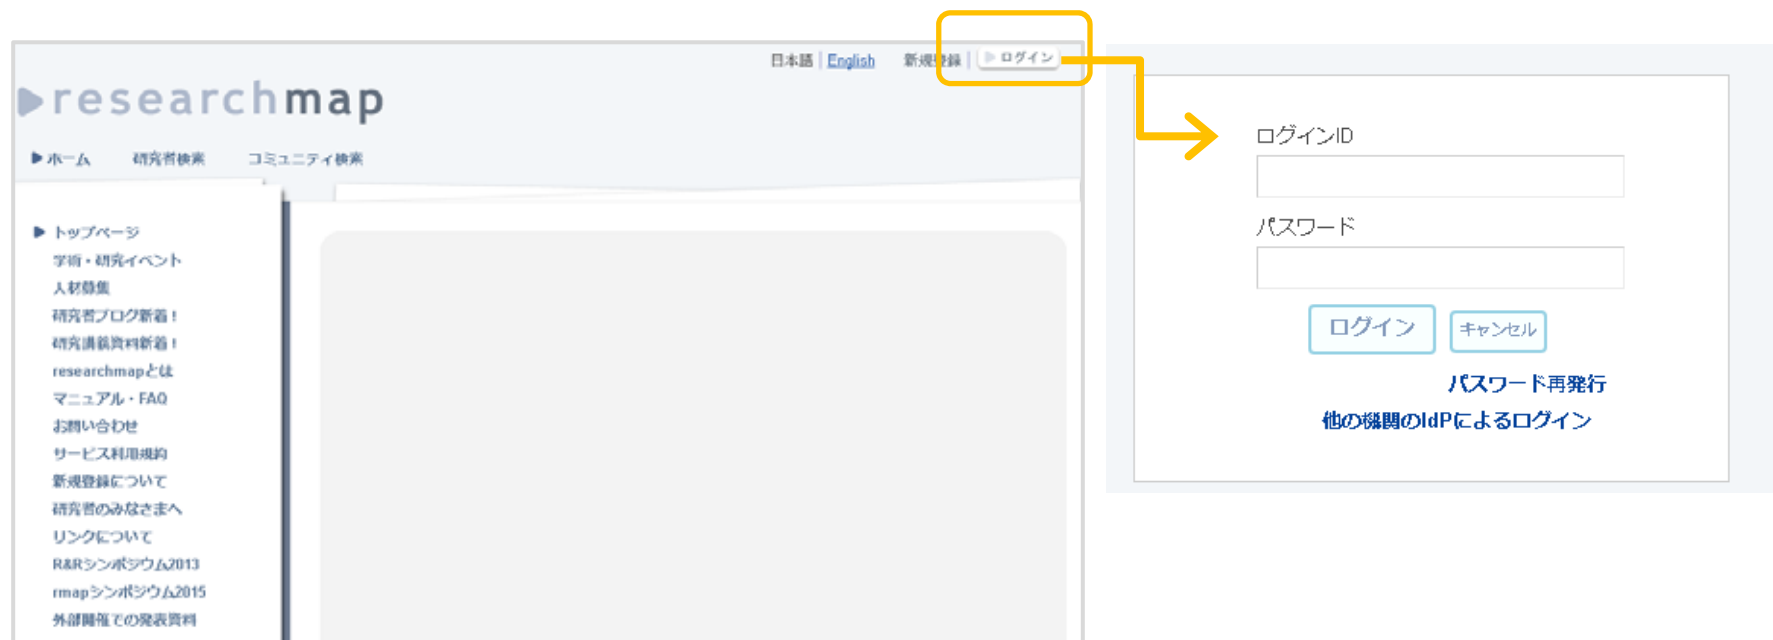 日本語 | English 新規登録 | ログイン
researchmap
ホーム 研究者検索 コミュニティ検索
トップページ
学術・研究イベント
人材募集
研究者ブログ新着！
研究講義資料新着！
researchmapとは
マニュアル・FAQ
お問い合わせ
サービス利用規約
新規登録について
研究者のみなさまへ
リンクについて
R&Rシンポジウム2013
rmapシンポジウム2015
外部開催での発表資料
ログインID
パスワード
ログイン キャンセル
パスワード再発行
他の機関のIdPによるログイン